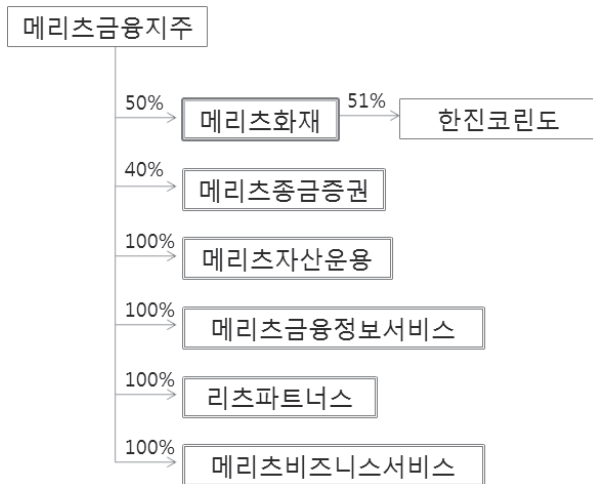 메리츠금융지주
50%
메리츠화재
51%
한진코린도
40%
메리츠종금증권
100%
메리츠자산운용
100%
메리츠금융정보서비스
100%
리츠파트너스
100%
메리츠비즈니스서비스